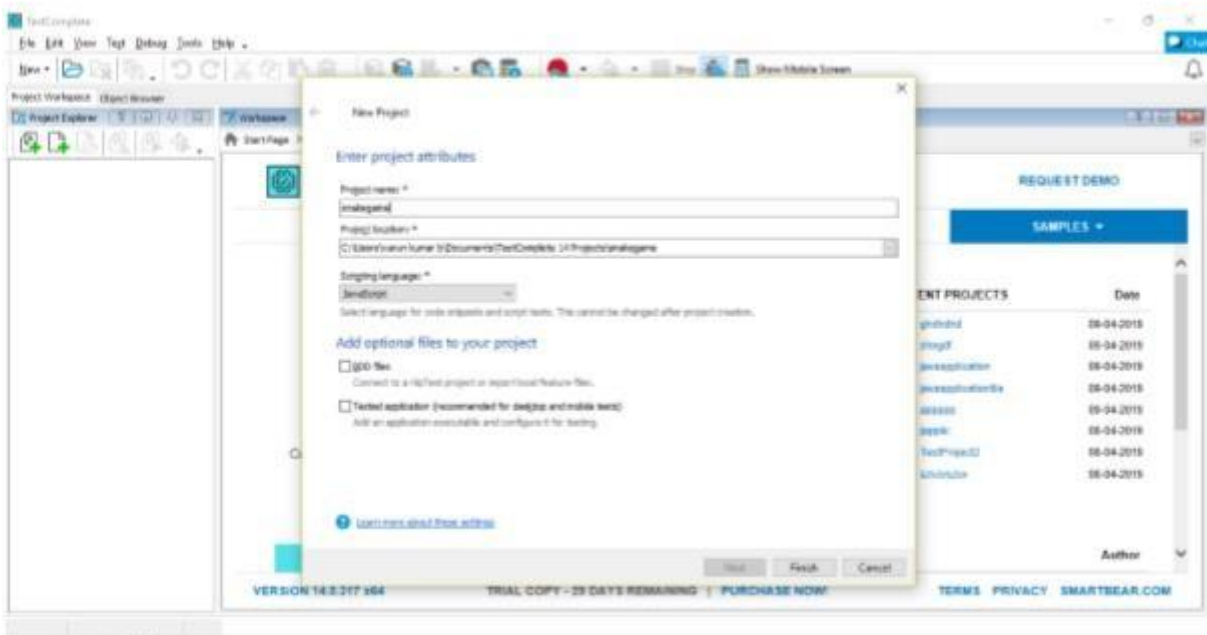 TestComplete
File Edit View Test Debug Tools Help
New
Stop
Show Mobile Screen
Project Workspace Object Browser
Project Explorer
Workspace
Start Page
New Project
Enter project attributes
Project name: *
snakegame
Project location: *
C:\Users\varun kumar b\Documents\TestComplete 14 Projects\snakegame
Scripting language: *
JavaScript
Select language for code snippets and script tests. This cannot be changed after project creation.
Add optional files to your project
BDD files
Connect to a HipTest project or import local feature files.
Tested application (recommended for desktop and mobile tests)
Add an application executable and configure it for testing.
Learn more about these settings
Next Finish Cancel
REQUEST DEMO
SAMPLES
ENT PROJECTS Date
08-04-2019
08-04-2019
javaapplication 08-04-2019
08-04-2019
08-04-2019
08-04-2019
TestProject2 08-04-2019
08-04-2019
Author
VERSION 14.0.317 x64 TRIAL COPY - 29 DAYS REMAINING | PURCHASE NOW! TERMS PRIVACY SMARTBEAR.COM